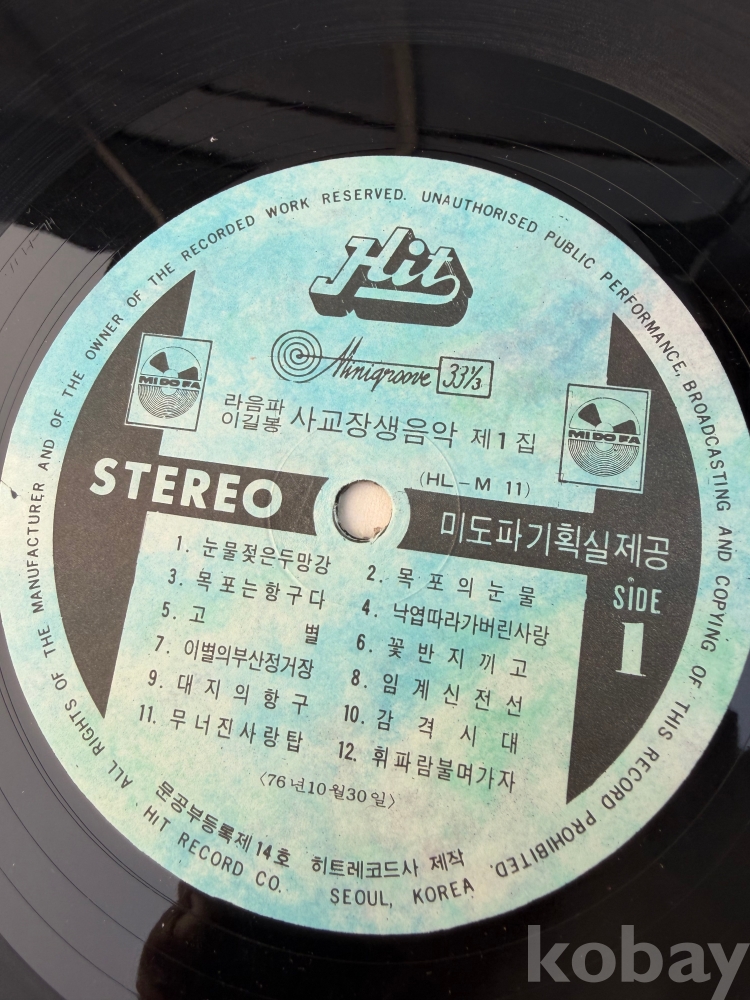 ALL RIGHTS OF THE MANUFACTURER AND OF THE OWNER OF THE RECORDED WORK RESERVED. UNAUTHORISED PUBLIC PERFORMANCE, BROADCASTING AND COPYING OF THIS RECORD PROHIBITED.
Hit
Minigroove 33⅓
MIDOFA
MIDOFA
라음파
이길봉 사교장생음악 제1집
(HL-M 11)
STEREO
미도파기획실제공
SIDE
1
1. 눈물젖은두망강
2. 목포의눈물
3. 목포는항구다
4. 낙엽따라가버린사랑
5. 고 별
6. 꽃반지끼고
7. 이별의부산정거장
8. 임계신전선
9. 대지의항구
10. 감격시대
11. 무너진사랑탑
12. 휘파람불며가자
〈76년10월30일〉
문공부등록제14호 히트레코드사 제작
HIT RECORD CO. SEOUL, KOREA
kobay